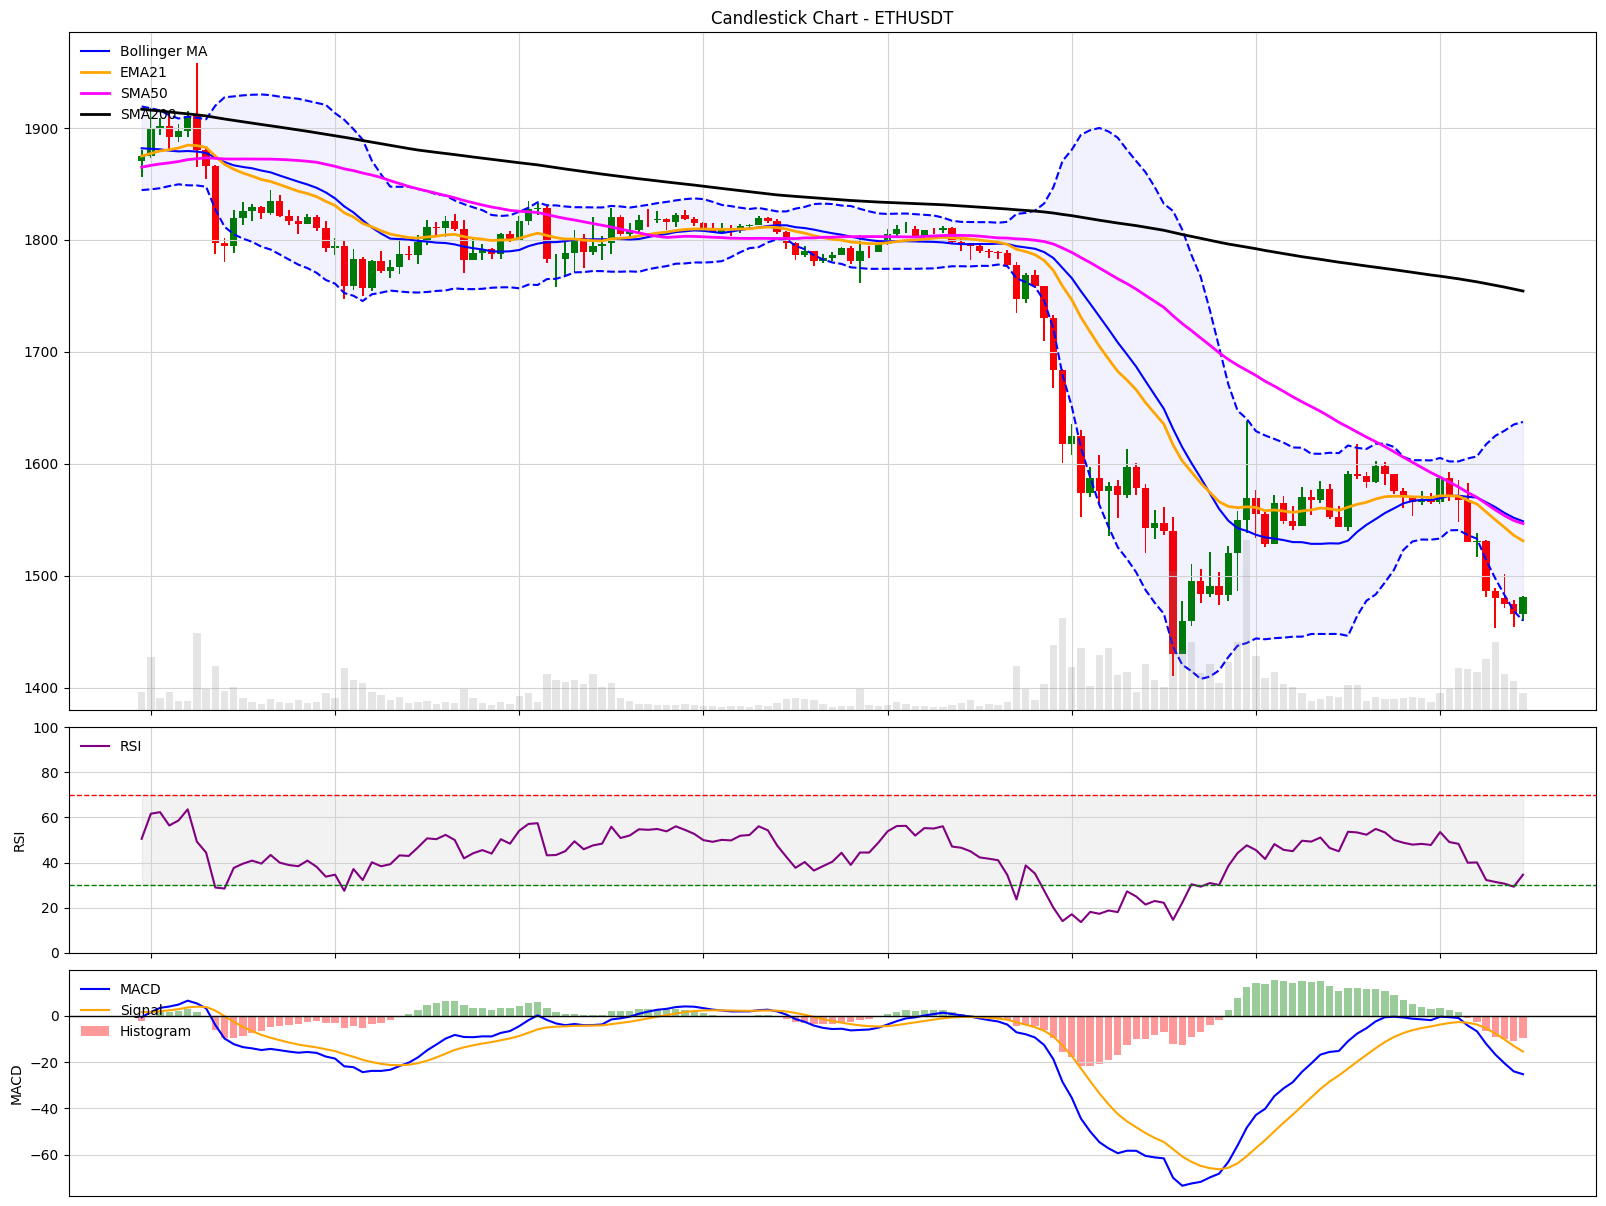 Candlestick Chart - ETHUSDT
Bollinger MA
EMA21
SMA50
SMA200
1900
1800
1700
1600
1500
1400
RSI
100
80
60
40
20
0
RSI
MACD
Signal
Histogram
0
−20
−40
−60
MACD